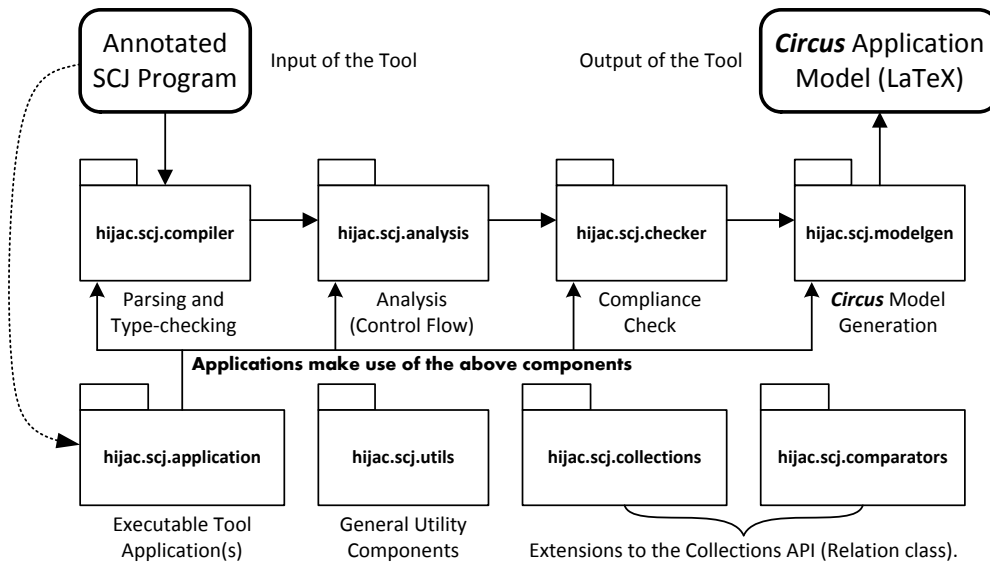 Annotated
SCJ Program
Input of the Tool
Output of the Tool
Circus Application
Model (LaTeX)
hijac.scj.compiler
hijac.scj.analysis
hijac.scj.checker
hijac.scj.modelgen
Parsing and
Type-checking
Analysis
(Control Flow)
Compliance
Check
Circus Model
Generation
Applications make use of the above components
hijac.scj.application
hijac.scj.utils
hijac.scj.collections
hijac.scj.comparators
Executable Tool
Application(s)
General Utility
Components
Extensions to the Collections API (Relation class).